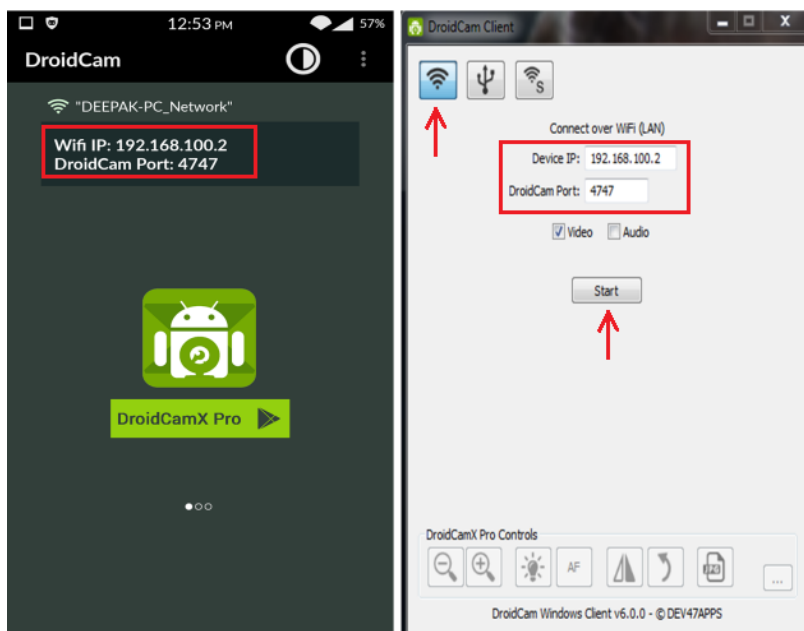 12:53 PM
57%
DroidCam
"DEEPAK-PC_Network"
Wifi IP: 192.168.100.2
DroidCam Port: 4747
DroidCamX Pro
DroidCam Client
X
S
Connect over WiFi (LAN)
Device IP: 192.168.100.2
DroidCam Port: 4747
Video Audio
Start
DroidCamX Pro Controls
AF
JPG
...
DroidCam Windows Client v6.0.0 - © DEV47APPS